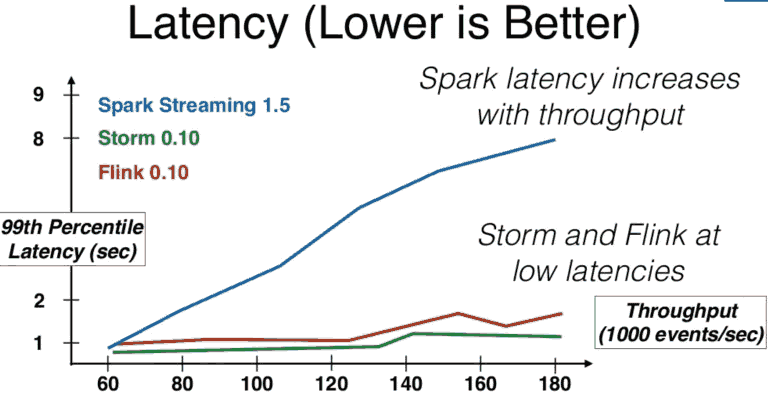 Latency (Lower is Better)
Spark latency increases
with throughput
9
8
2
1
Spark Streaming 1.5
Storm 0.10
Flink 0.10
99th Percentile
Latency (sec)
Storm and Flink at
low latencies
Throughput
(1000 events/sec)
60 80 100 120 140 160 180